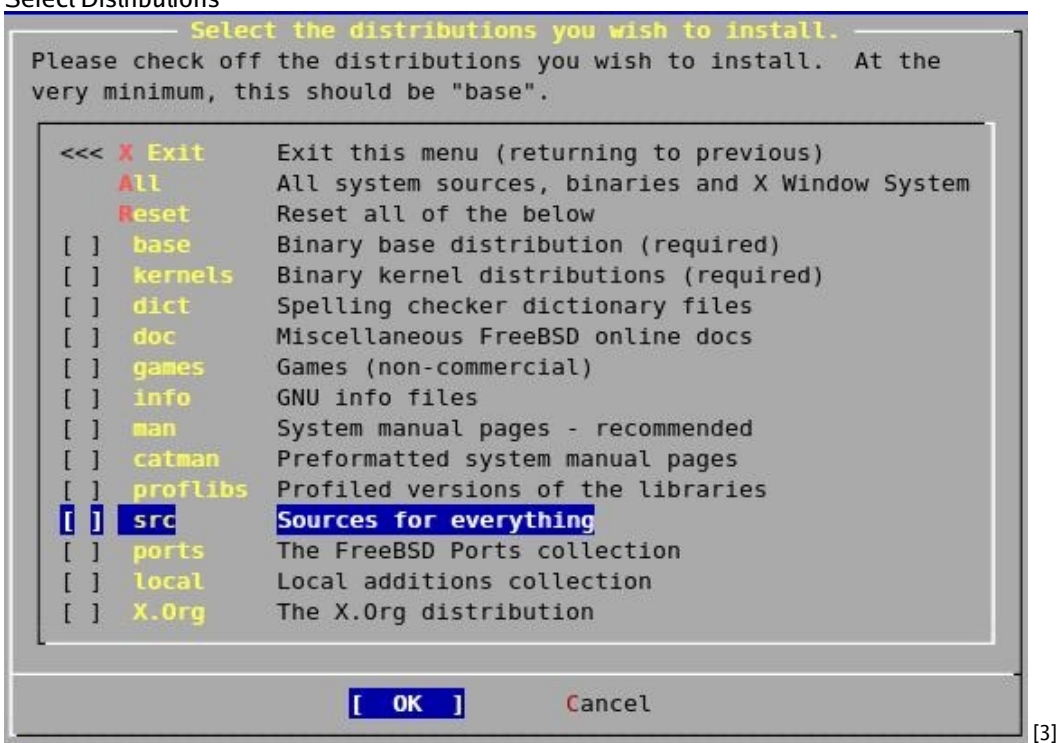 Select Distributions
Select the distributions you wish to install.
Please check off the distributions you wish to install.  At the
very minimum, this should be "base".
<<< X Exit      Exit this menu (returning to previous)
All       All system sources, binaries and X Window System
Reset     Reset all of the below
[ ]  base      Binary base distribution (required)
[ ]  kernels   Binary kernel distributions (required)
[ ]  dict      Spelling checker dictionary files
[ ]  doc       Miscellaneous FreeBSD online docs
[ ]  games     Games (non-commercial)
[ ]  info      GNU info files
[ ]  man       System manual pages - recommended
[ ]  catman    Preformatted system manual pages
[ ]  proflibs  Profiled versions of the libraries
[ ]  src       Sources for everything
[ ]  ports     The FreeBSD Ports collection
[ ]  local     Local additions collection
[ ]  X.Org     The X.Org distribution
[  OK  ]       Cancel
[3]